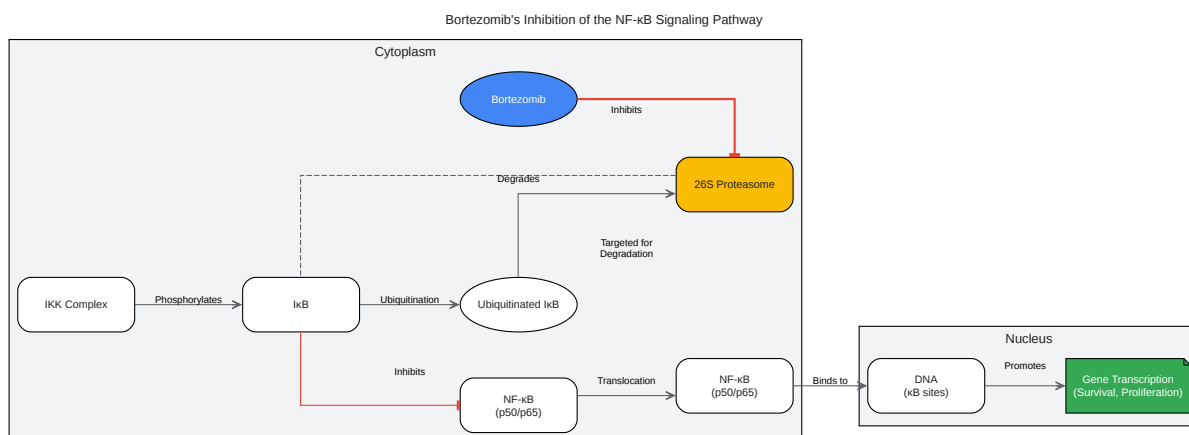 Bortezomib's Inhibition of the NF-κB Signaling Pathway
Cytoplasm
Bortezomib
Inhibits
Degrades
26S Proteasome
Targeted for
Degradation
IKK Complex
Phosphorylates
IκB
Ubiquitination
Ubiquitinated IκB
Inhibits
NF-κB
(p50/p65)
Translocation
NF-κB
(p50/p65)
Binds to
Nucleus
DNA
(κB sites)
Promotes
Gene Transcription
(Survival, Proliferation)